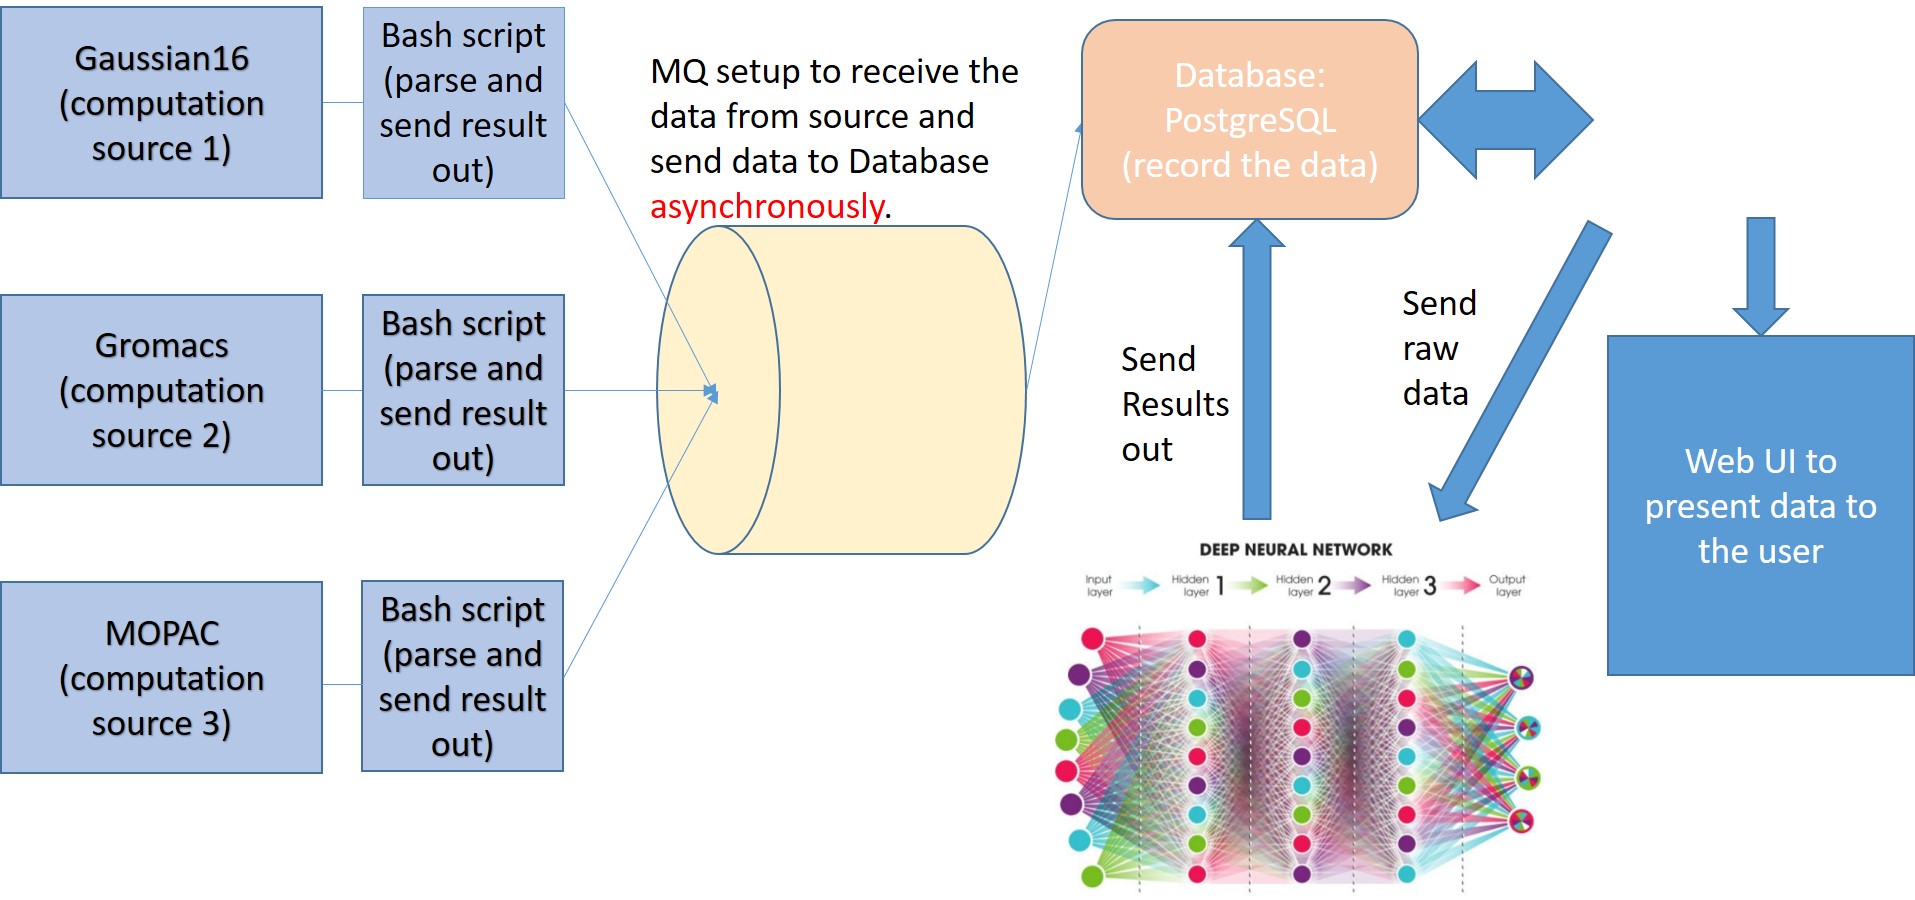 Gaussian16
(computation
source 1)
Bash script
(parse and
send result
out)
MQ setup to receive the
data from source and
send data to Database
asynchronously.
Database:
PostgreSQL
(record the data)
Gromacs
(computation
source 2)
Bash script
(parse and
send result
out)
Send
Results
out
Send
raw
data
Web UI to
present data to
the user
MOPAC
(computation
source 3)
Bash script
(parse and
send result
out)
DEEP NEURAL NETWORK
Input
layer
Hidden
layer 1
Hidden
layer 2
Hidden
layer 3
Output
layer